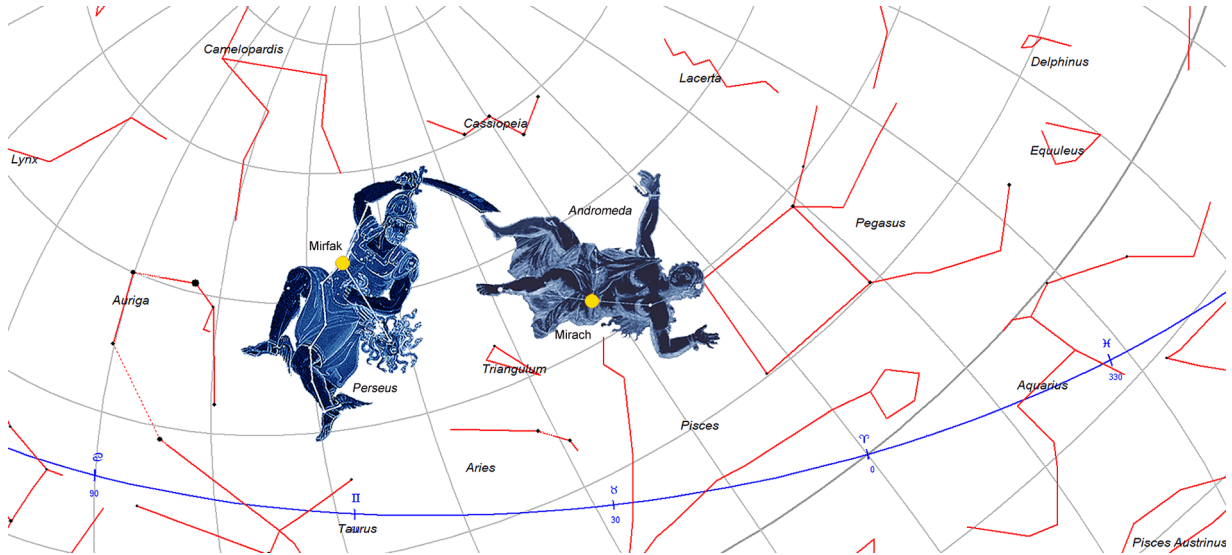 Camelopardis
Lacerta
Delphinus
Cassiopeia
Lynx
Equuleus
Andromeda
Pegasus
Mirfak
Auriga
Mirach
Triangulum
Perseus
Aquarius
♓
330
Pisces
♈
0
Aries
♋
90
♊
♉
30
Taurus
Pisces Austrinus